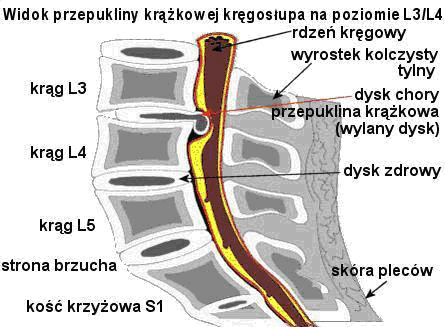 Widok przepukliny krążkowej kręgosłupa na poziomie L3/L4
rdzeń kręgowy
wyrostek kolczysty
tylny
krąg L3
dysk chory
przepuklina krążkowa
(wylany dysk)
krąg L4
dysk zdrowy
krąg L5
strona brzucha
skóra pleców
kość krzyżowa S1